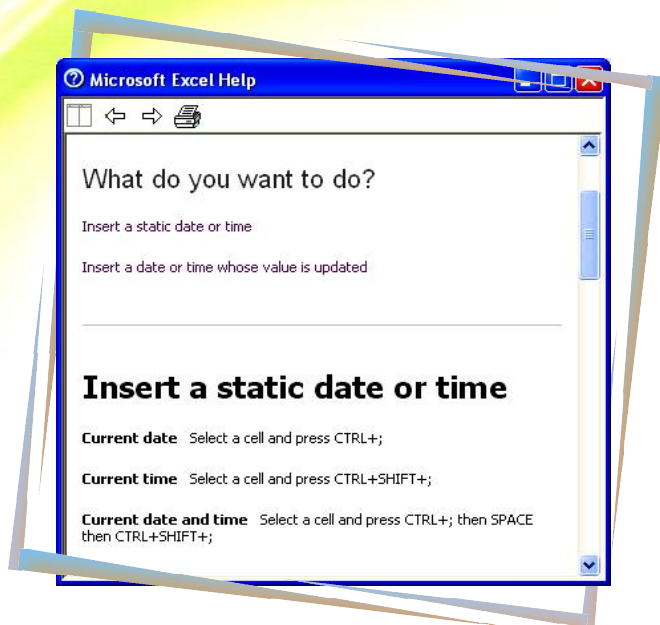 Microsoft Excel Help
What do you want to do?
Insert a static date or time
Insert a date or time whose value is updated
Insert a static date or time
Current date Select a cell and press CTRL+;
Current time Select a cell and press CTRL+SHIFT+;
Current date and time Select a cell and press CTRL+; then SPACE
then CTRL+SHIFT+;